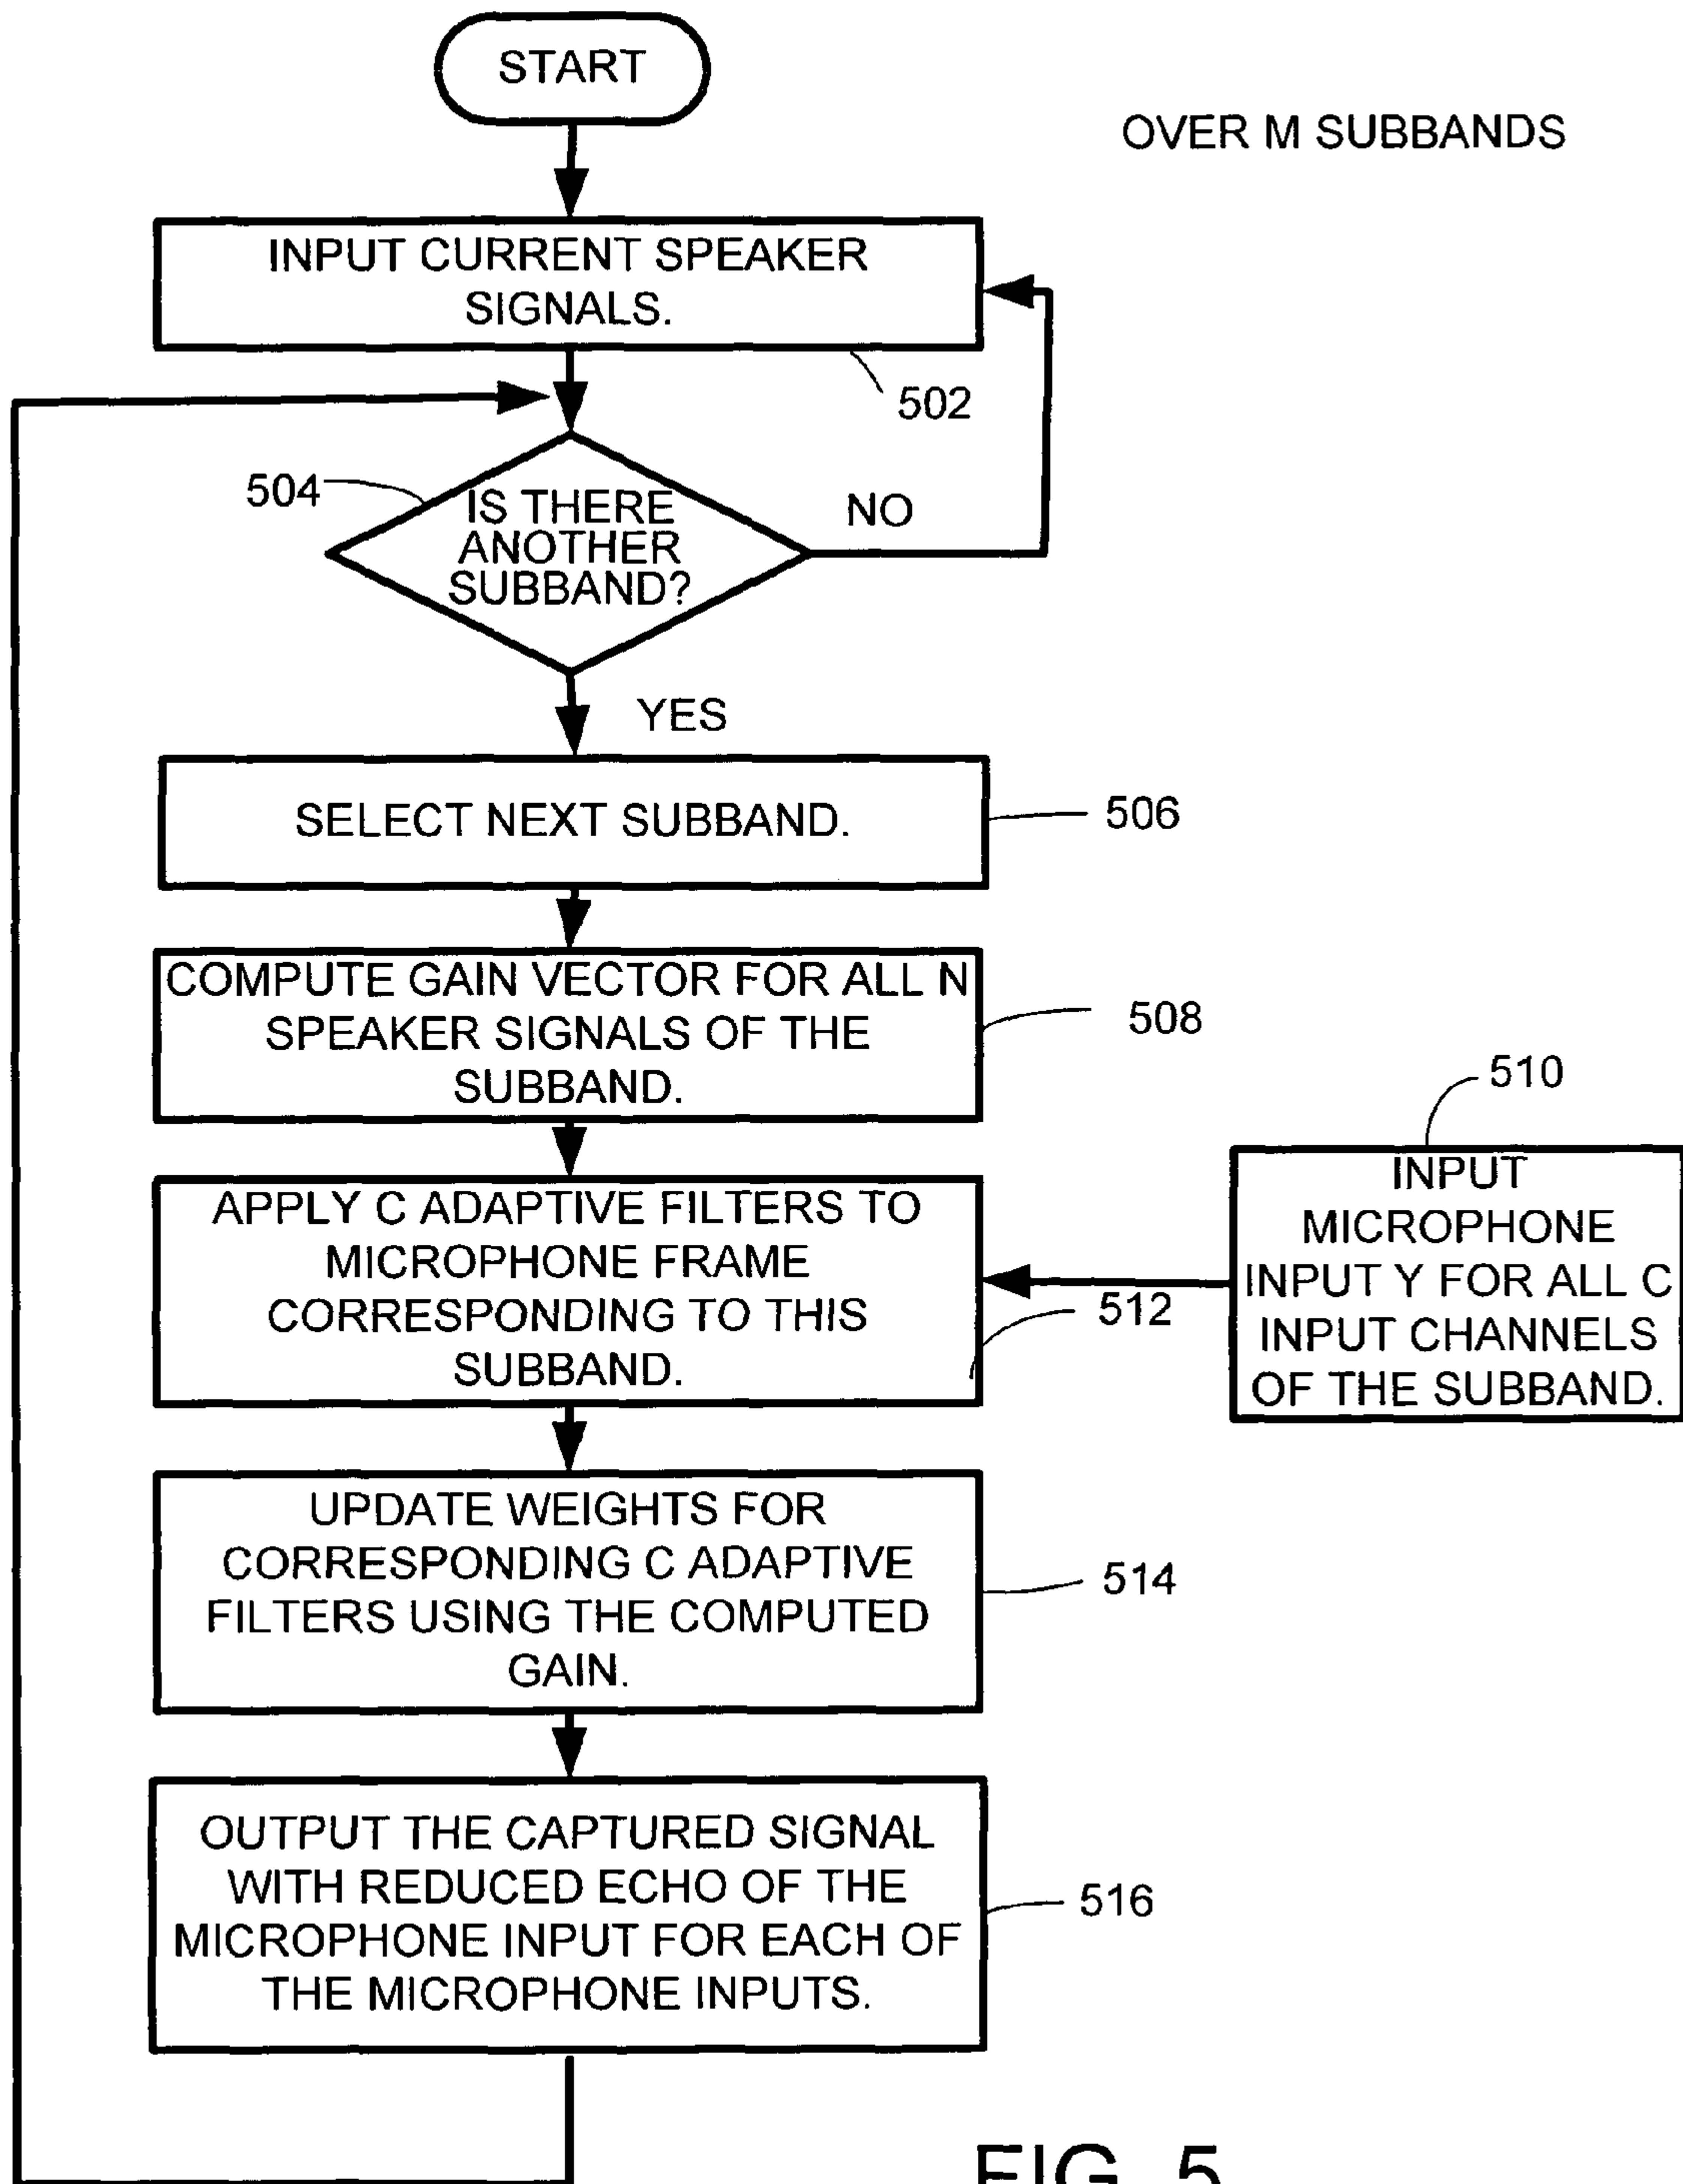 START
OVER M SUBBANDS
INPUT CURRENT SPEAKER
SIGNALS.
502
504
IS THERE
ANOTHER
SUBBAND?
NO
YES
SELECT NEXT SUBBAND.
506
COMPUTE GAIN VECTOR FOR ALL N
SPEAKER SIGNALS OF THE
SUBBAND.
508
510
INPUT
MICROPHONE
INPUT Y FOR ALL C
INPUT CHANNELS
OF THE SUBBAND.
APPLY C ADAPTIVE FILTERS TO
MICROPHONE FRAME
CORRESPONDING TO THIS
SUBBAND.
512
UPDATE WEIGHTS FOR
CORRESPONDING C ADAPTIVE
FILTERS USING THE COMPUTED
GAIN.
514
OUTPUT THE CAPTURED SIGNAL
WITH REDUCED ECHO OF THE
MICROPHONE INPUT FOR EACH OF
THE MICROPHONE INPUTS.
516
FIG. 5